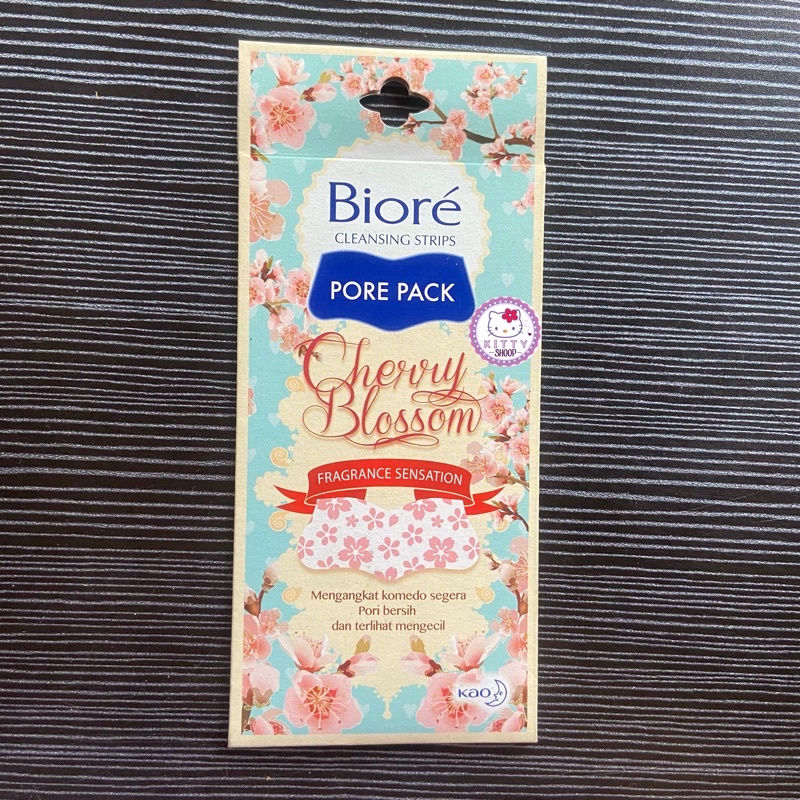 Bioré
CLEANSING STRIPS
PORE PACK
KITTY
SHOOP
Cherry
Blossom
FRAGRANCE SENSATION
Mengangkat komedo segera
Pori bersih
dan terlihat mengecil
Kao